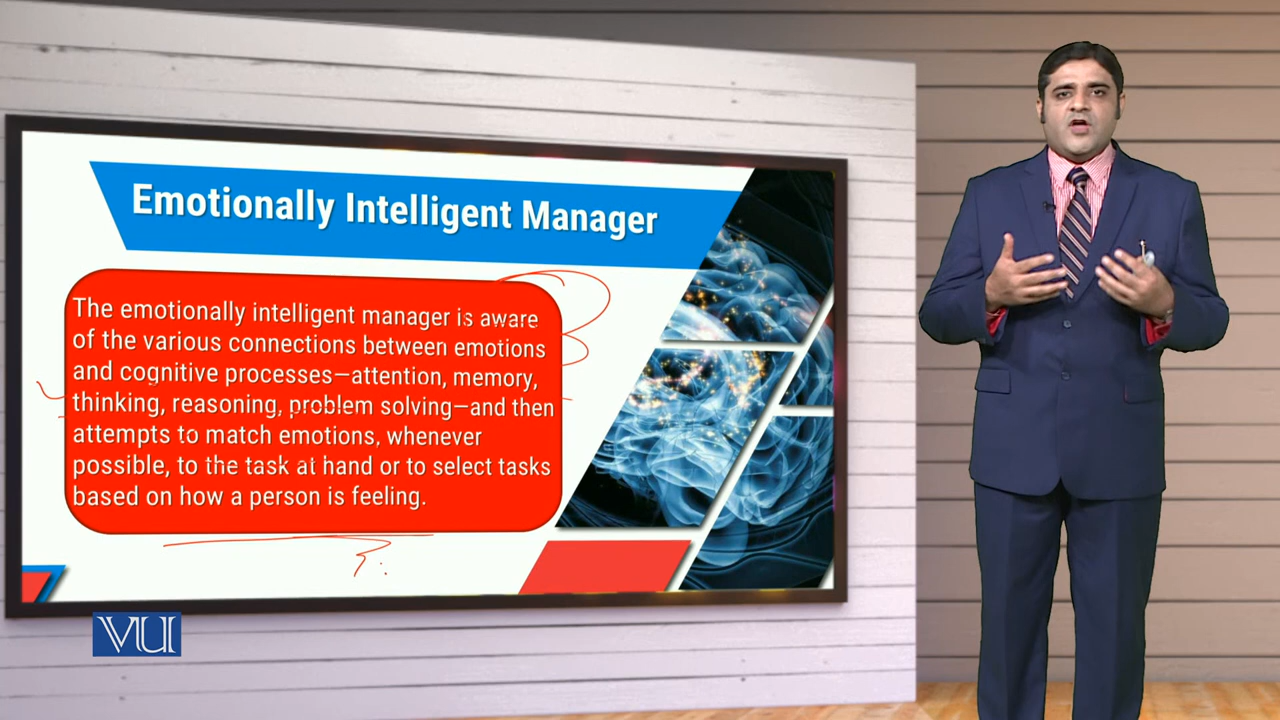 Emotionally Intelligent Manager
The emotionally intelligent manager is aware
of the various connections between emotions
and cognitive processes—attention, memory,
thinking, reasoning, problem solving—and then
attempts to match emotions, whenever
possible, to the task at hand or to select tasks
based on how a person is feeling.
VU